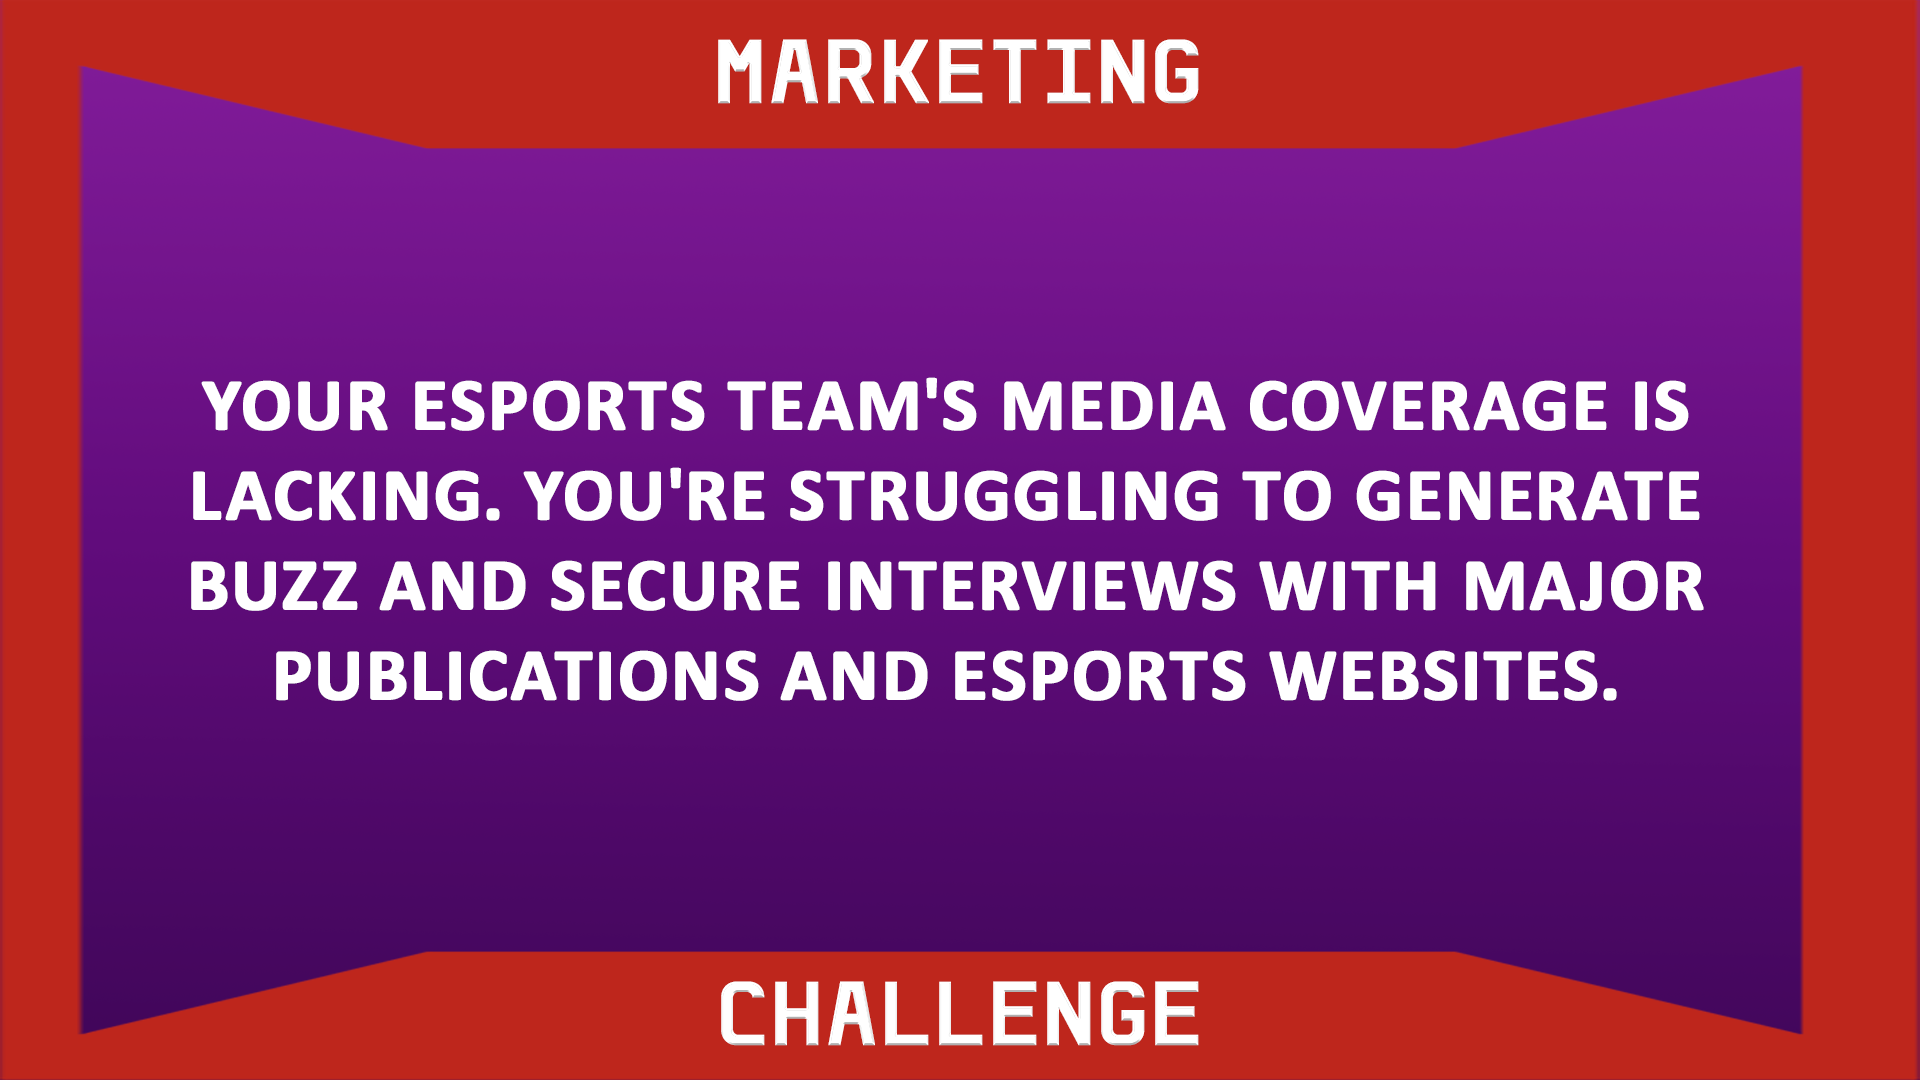 MARKETING
YOUR ESPORTS TEAM'S MEDIA COVERAGE IS
LACKING. YOU'RE STRUGGLING TO GENERATE
BUZZ AND SECURE INTERVIEWS WITH MAJOR
PUBLICATIONS AND ESPORTS WEBSITES.
CHALLENGE